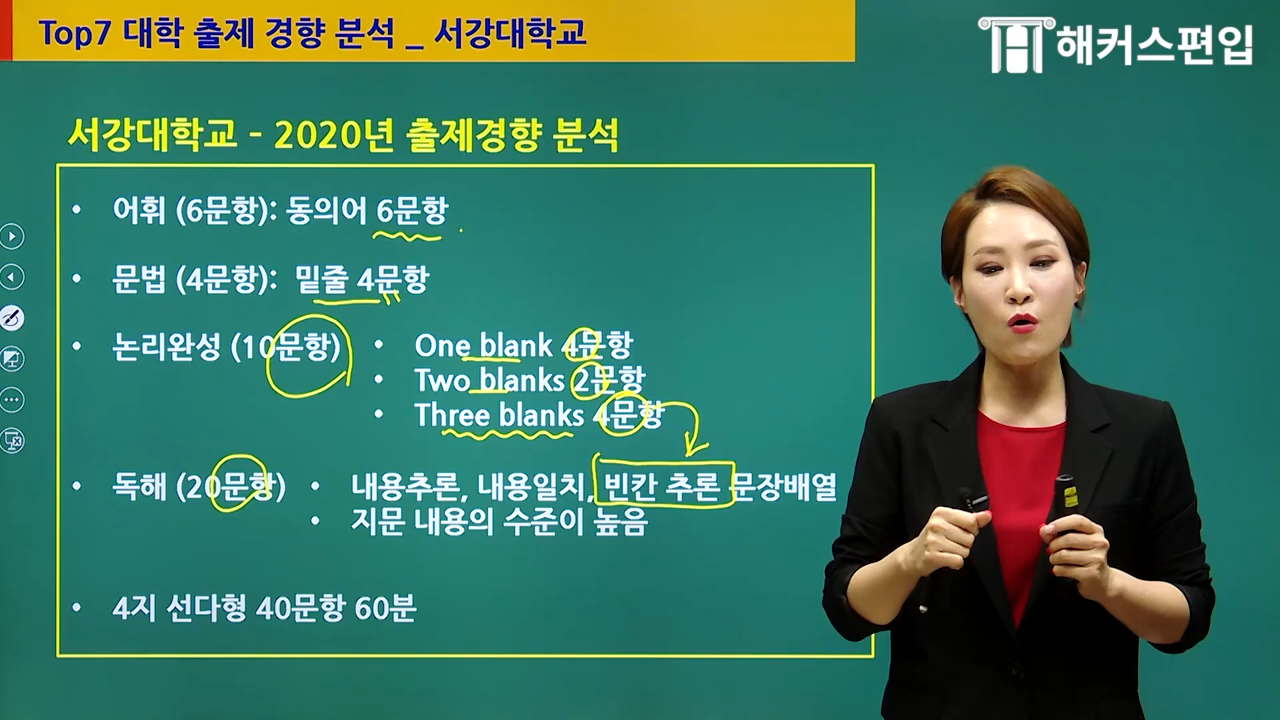 Top7 대학 출제 경향 분석 _ 서강대학교
해커스편입
서강대학교 - 2020년 출제경향 분석
• 어휘 (6문항): 동의어 6문항
• 문법 (4문항): 밑줄 4문항
• 논리완성 (10문항)
• One blank 4문항
• Two blanks 2문항
• Three blanks 4문항
• 독해 (20문항)
• 내용추론, 내용일치, 빈칸 추론 문장배열
• 지문 내용의 수준이 높음
• 4지 선다형 40문항 60분